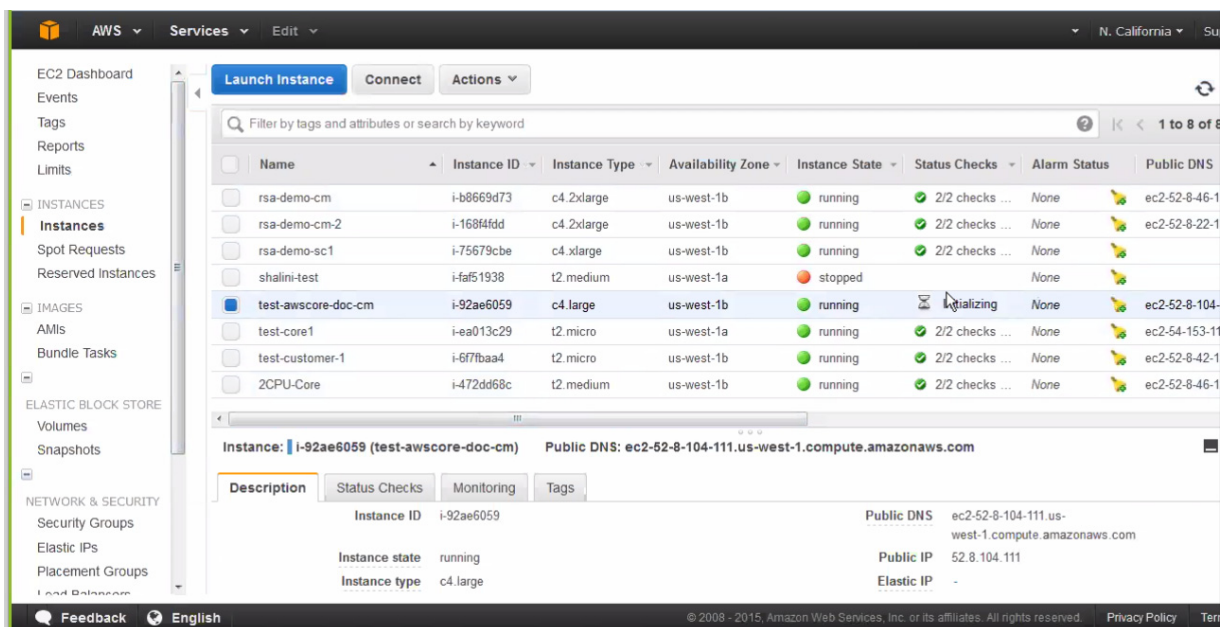 AWS Services Edit N. California
EC2 Dashboard
Events
Tags
Reports
Limits
INSTANCES
Instances
Spot Requests
Reserved Instances
IMAGES
AMIs
Bundle Tasks
ELASTIC BLOCK STORE
Volumes
Snapshots
NETWORK & SECURITY
Security Groups
Elastic IPs
Placement Groups
Load Balancers
Launch Instance Connect Actions
Filter by tags and attributes or search by keyword 1 to 8 of 8
Name Instance ID Instance Type Availability Zone Instance State Status Checks Alarm Status Public DNS
rsa-demo-cm i-b8669d73 c4.2xlarge us-west-1b running 2/2 checks ... None ec2-52-8-46-1
rsa-demo-cm-2 i-168f4fdd c4.2xlarge us-west-1b running 2/2 checks ... None ec2-52-8-22-1
rsa-demo-sc1 i-75679cbe c4.xlarge us-west-1b running 2/2 checks ... None
shalini-test i-faf51938 t2.medium us-west-1a stopped None
test-awscore-doc-cm i-92ae6059 c4.large us-west-1b running Initializing None ec2-52-8-104-
test-core1 i-ea013c29 t2.micro us-west-1a running 2/2 checks ... None ec2-54-153-11
test-customer-1 i-6f7fbaa4 t2.micro us-west-1b running 2/2 checks ... None ec2-52-8-42-1
2CPU-Core i-472dd68c t2.medium us-west-1b running 2/2 checks ... None ec2-52-8-46-1
Instance: i-92ae6059 (test-awscore-doc-cm) Public DNS: ec2-52-8-104-111.us-west-1.compute.amazonaws.com
Description Status Checks Monitoring Tags
Instance ID i-92ae6059 Public DNS ec2-52-8-104-111.us-
west-1.compute.amazonaws.com
Instance state running Public IP 52.8.104.111
Instance type c4.large Elastic IP -
Feedback English © 2008 - 2015, Amazon Web Services, Inc. or its affiliates. All rights reserved. Privacy Policy